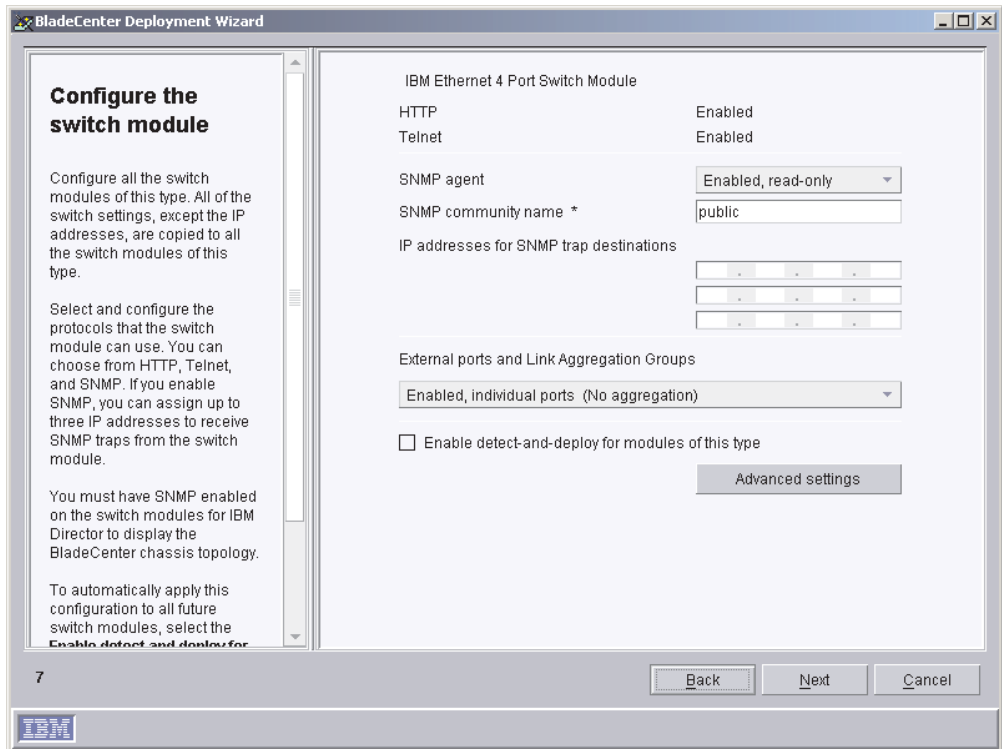 BladeCenter Deployment Wizard
Configure the
switch module
Configure all the switch
modules of this type. All of the
switch settings, except the IP
addresses, are copied to all
the switch modules of this
type.
Select and configure the
protocols that the switch
module can use. You can
choose from HTTP, Telnet,
and SNMP. If you enable
SNMP, you can assign up to
three IP addresses to receive
SNMP traps from the switch
module.
You must have SNMP enabled
on the switch modules for IBM
Director to display the
BladeCenter chassis topology.
To automatically apply this
configuration to all future
switch modules, select the
Enable detect and deploy for
IBM Ethernet 4 Port Switch Module
HTTP Enabled
Telnet Enabled
SNMP agent Enabled, read-only
SNMP community name * public
IP addresses for SNMP trap destinations
. . .
. . .
. . .
External ports and Link Aggregation Groups
Enabled, individual ports (No aggregation)
Enable detect-and-deploy for modules of this type
Advanced settings
7
Back Next Cancel
IBM